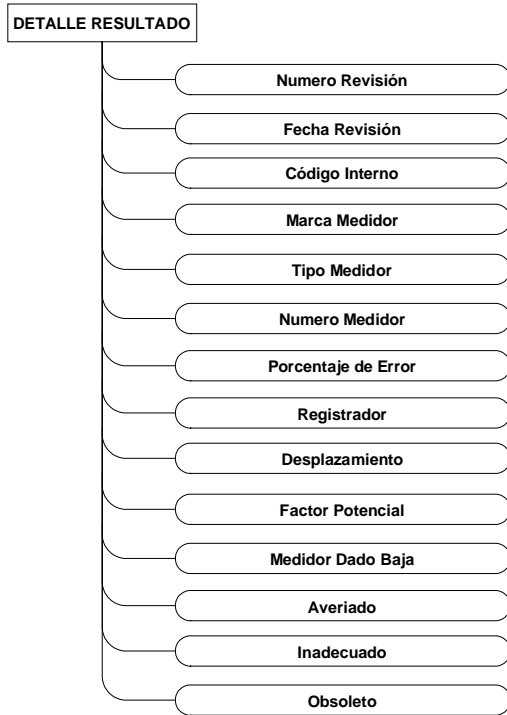 DETALLE RESULTADO
Numero Revisión
Fecha Revisión
Código Interno
Marca Medidor
Tipo Medidor
Numero Medidor
Porcentaje de Error
Registrador
Desplazamiento
Factor Potencial
Medidor Dado Baja
Averiado
Inadecuado
Obsoleto